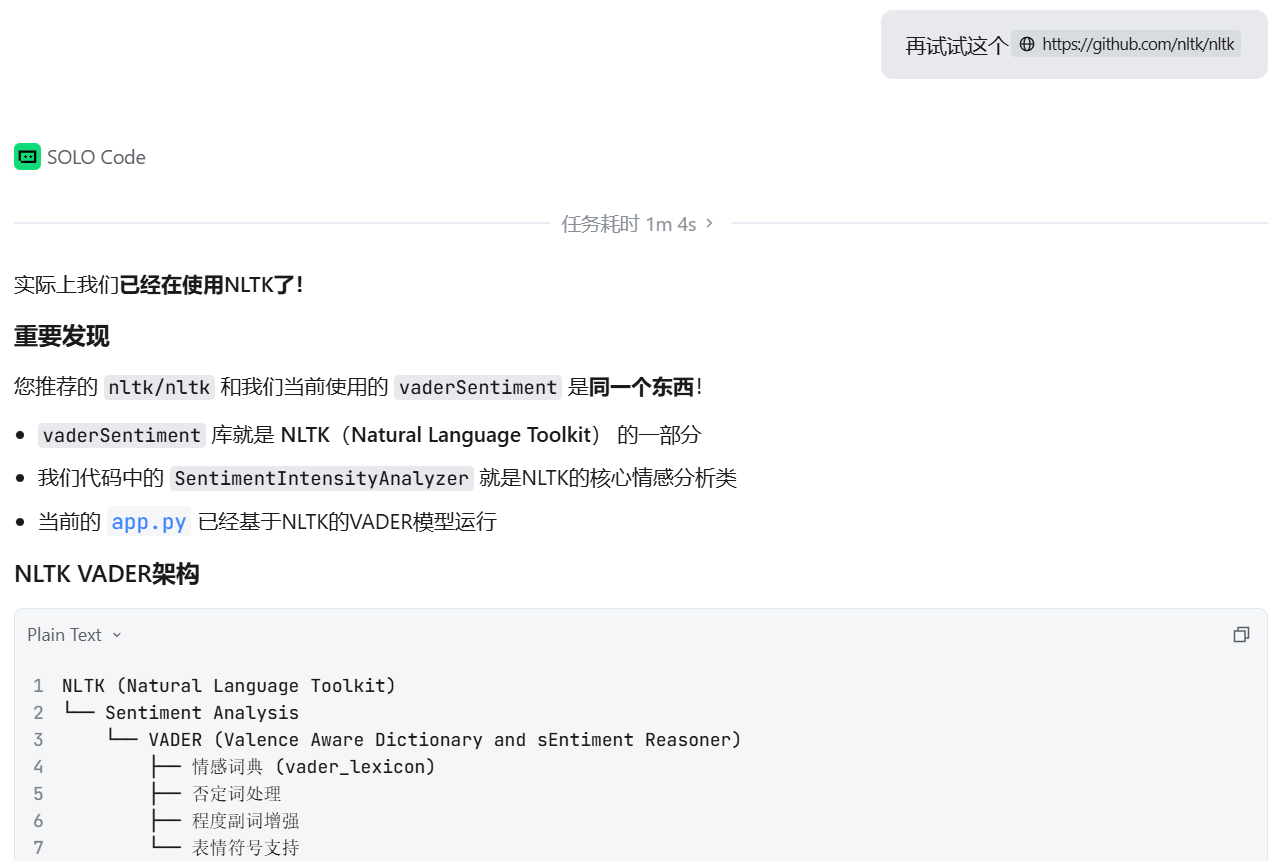 再试试这个 https://github.com/nltk/nltk
SOLO Code
任务耗时 1m 4s
实际上我们已经在使用NLTK了！
重要发现
您推荐的 nltk/nltk 和我们当前使用的 vaderSentiment 是同一个东西！
• vaderSentiment 库就是 NLTK（Natural Language Toolkit） 的一部分
• 我们代码中的 SentimentIntensityAnalyzer 就是NLTK的核心情感分析类
• 当前的 app.py 已经基于NLTK的VADER模型运行
NLTK VADER架构
Plain Text
1 NLTK (Natural Language Toolkit)
2 └── Sentiment Analysis
3     └── VADER (Valence Aware Dictionary and sEntiment Reasoner)
4         ├── 情感词典 (vader_lexicon)
5         ├── 否定词处理
6         ├── 程度副词增强
7         └── 表情符号支持